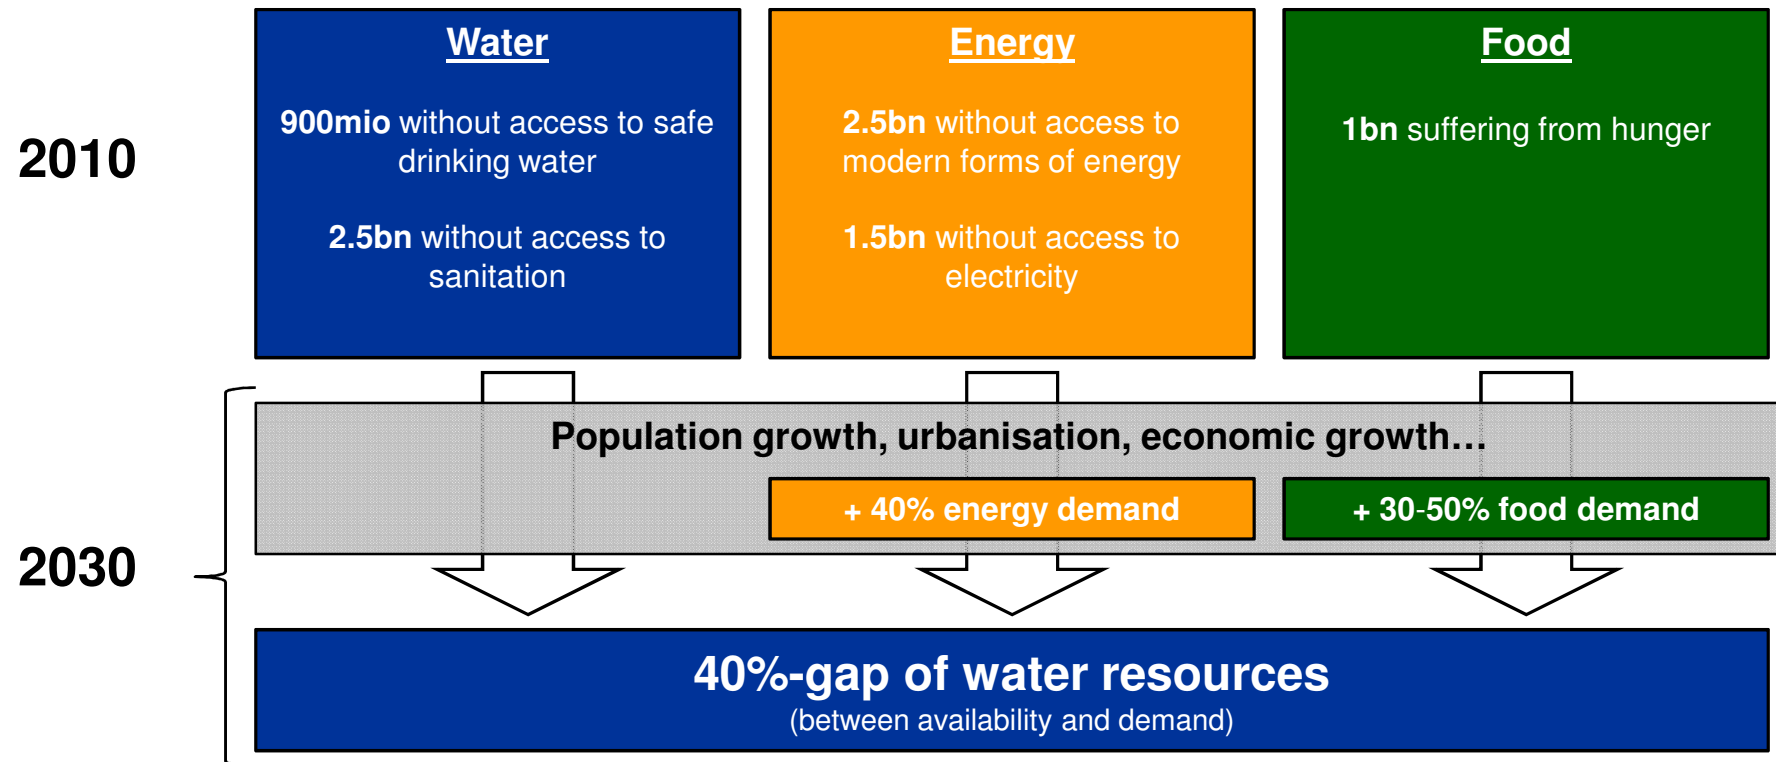 2010
Water
900mio without access to safe
drinking water
2.5bn without access to
sanitation
Energy
2.5bn without access to
modern forms of energy
1.5bn without access to
electricity
Food
1bn suffering from hunger
2030
Population growth, urbanisation, economic growth…
+ 40% energy demand
+ 30-50% food demand
40%-gap of water resources
(between availability and demand)